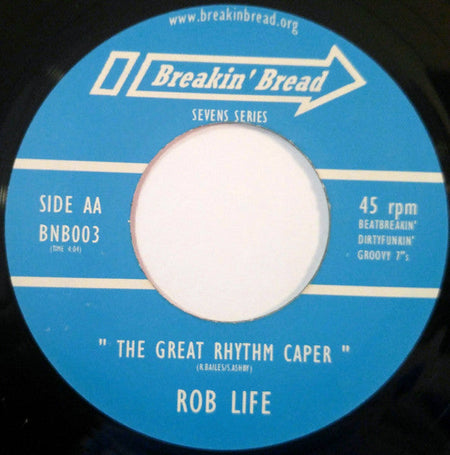 www.breakinbread.org
Breakin' Bread
SEVENS SERIES
SIDE AA
BNB003
(TIME 4:04)
45 rpm
BEATBREAKIN'
DIRTYFUNKIN'
GROOVY 7"s
" THE GREAT RHYTHM CAPER "
(R.BAILES/S.ASHBY)
ROB LIFE